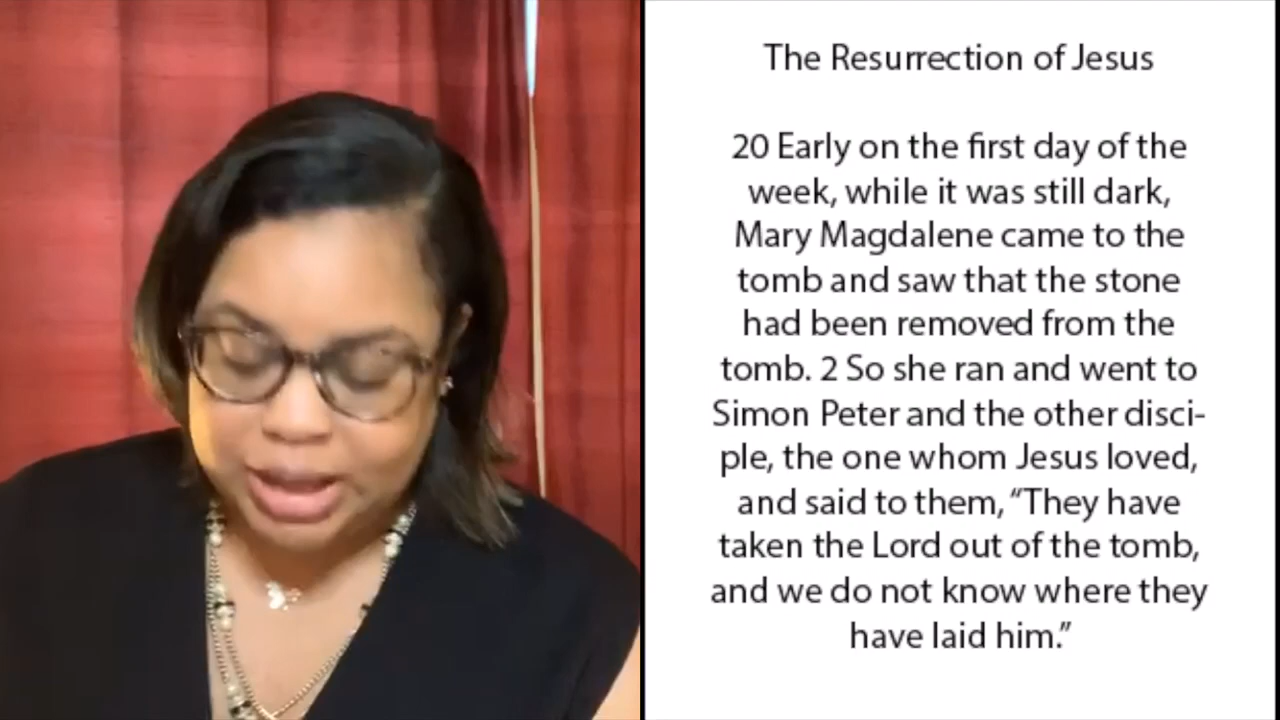 The Resurrection of Jesus
20 Early on the first day of the
week, while it was still dark,
Mary Magdalene came to the
tomb and saw that the stone
had been removed from the
tomb. 2 So she ran and went to
Simon Peter and the other disci-
ple, the one whom Jesus loved,
and said to them, “They have
taken the Lord out of the tomb,
and we do not know where they
have laid him.”